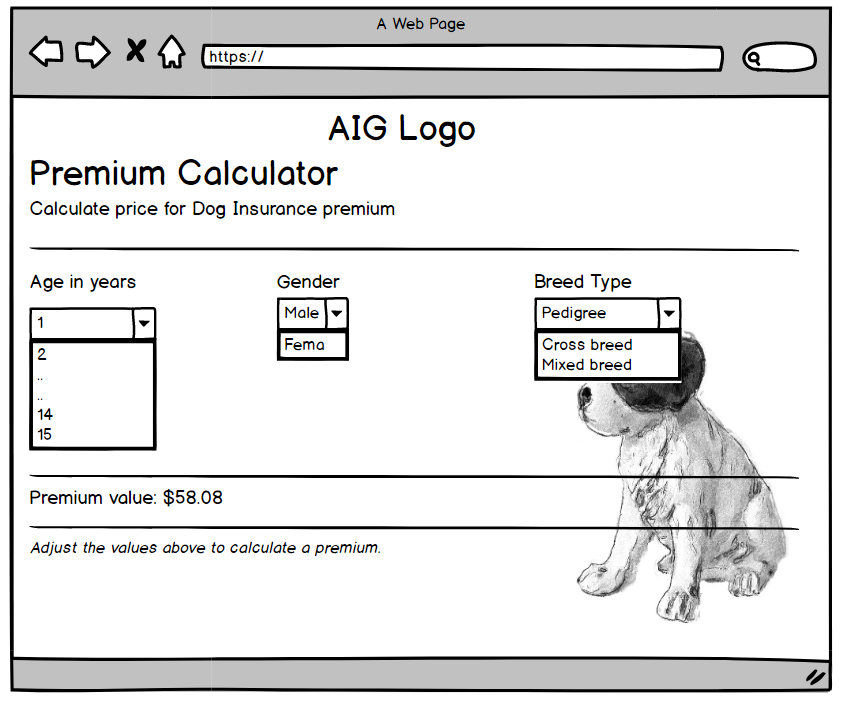 A Web Page
https://
AIG Logo
Premium Calculator
Calculate price for Dog Insurance premium
Age in years
1
2
..
..
14
15
Gender
Male
Fema
Breed Type
Pedigree
Cross breed
Mixed breed
Premium value: $58.08
Adjust the values above to calculate a premium.